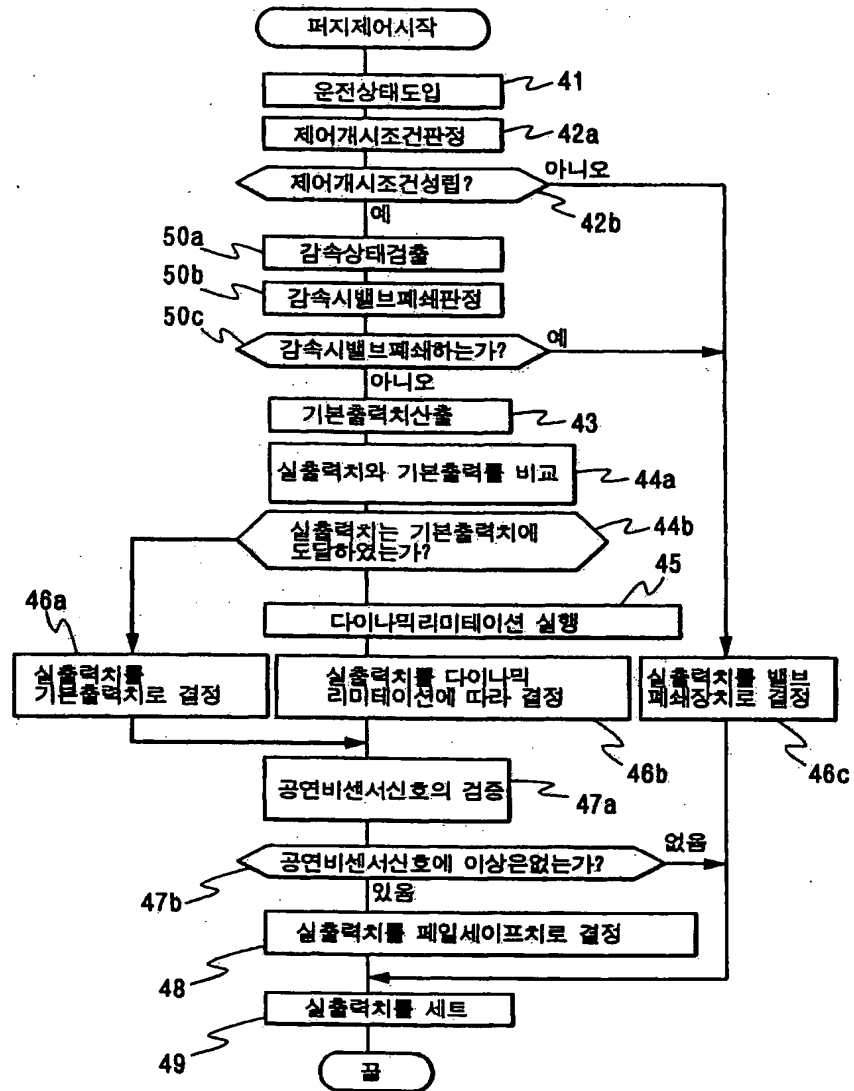 퍼지제어시작
운전상태도입
41
제어개시조건판정
42a
제어개시조건성립?
아니오
42b
예
50a
감속상태검출
50b
감속시밸브폐쇄판정
50c
감속시밸브폐쇄하는가?
예
아니오
기본출력치산출
43
실출력치와 기본출력를 비교
44a
실출력치는 기본출력치에
도달하였는가?
44b
45
다이나믹리미테이션 실행
46a
실출력치를
기본출력치로 결정
실출력치를 다이나믹
리미테이션에 따라 결정
46b
실출력치를 밸브
폐쇄장치로 결정
46c
공연비센서신호의 검증
47a
공연비센서신호에 이상은없는가?
없음
47b
있음
실출력치를 페일세이프치로 결정
48
실출력치를 세트
49
끝